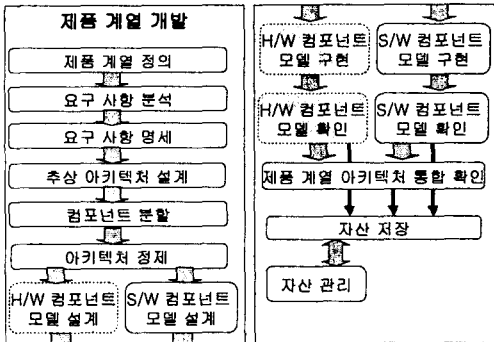 제품 계열 개발
제품 계열 정의
요구 사항 분석
요구 사항 명세
추상 아키텍처 설계
컴포넌트 분할
아키텍처 정제
H/W 컴포넌트
모델 설계
S/W 컴포넌트
모델 설계
H/W 컴포넌트
모델 구현
S/W 컴포넌트
모델 구현
H/W 컴포넌트
모델 확인
S/W 컴포넌트
모델 확인
제품 계열 아키텍처 통합 확인
자산 저장
자산 관리